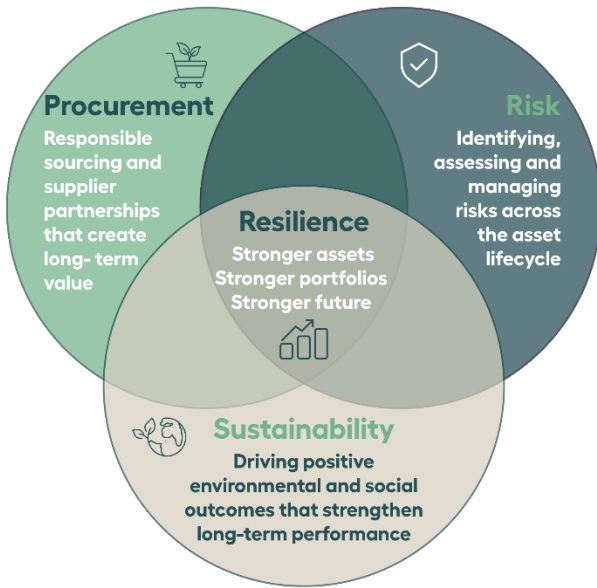 Procurement
Responsible
sourcing and
supplier
partnerships
that create
long- term
value
Risk
Identifying,
assessing and
managing
risks across
the asset
lifecycle
Resilience
Stronger assets
Stronger portfolios
Stronger future
Sustainability
Driving positive
environmental and social
outcomes that strengthen
long-term performance